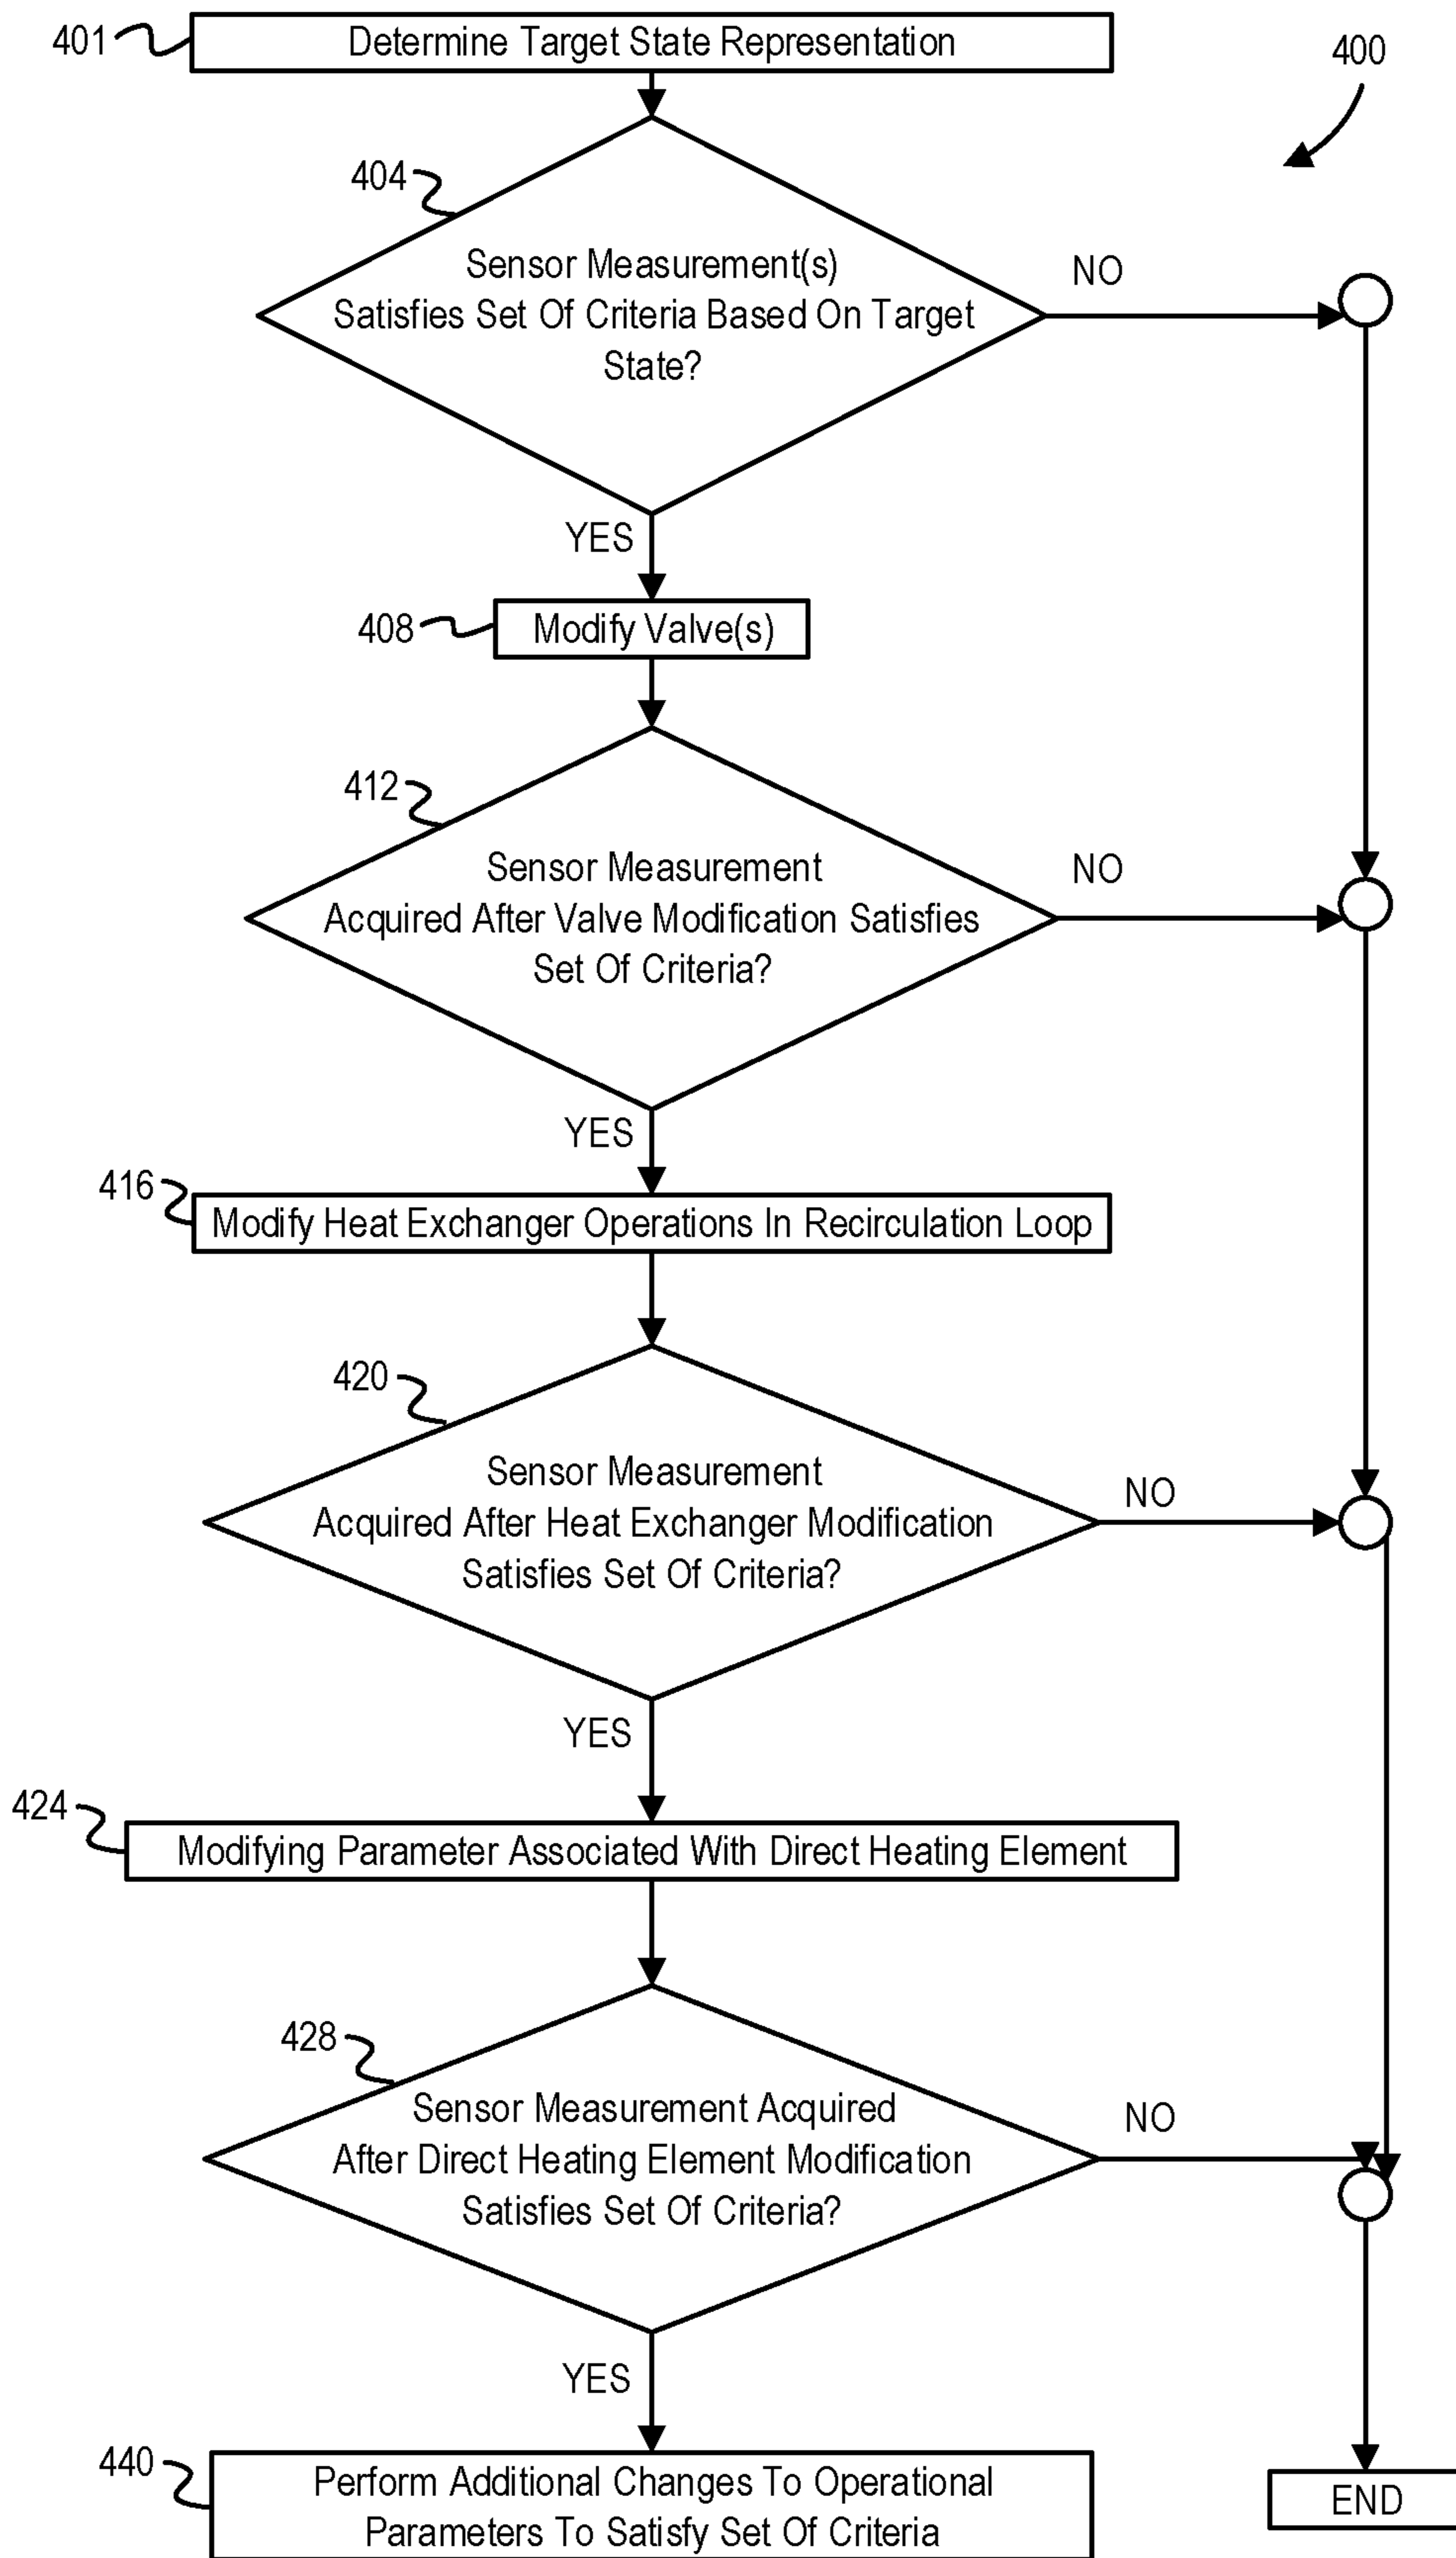 401
Determine Target State Representation
400
404
Sensor Measurement(s)
Satisfies Set Of Criteria Based On Target
State?
NO
YES
408
Modify Valve(s)
412
Sensor Measurement
Acquired After Valve Modification Satisfies
Set Of Criteria?
NO
YES
416
Modify Heat Exchanger Operations In Recirculation Loop
420
Sensor Measurement
Acquired After Heat Exchanger Modification
Satisfies Set Of Criteria?
NO
YES
424
Modifying Parameter Associated With Direct Heating Element
428
Sensor Measurement Acquired
After Direct Heating Element Modification
Satisfies Set Of Criteria?
NO
YES
440
Perform Additional Changes To Operational
Parameters To Satisfy Set Of Criteria
END